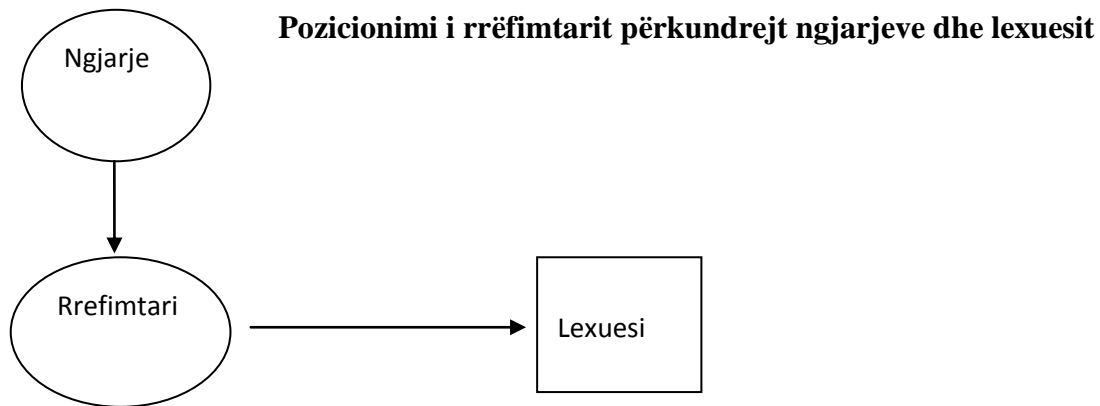 Pozicionimi i rrëfimtarit përkundrejt ngjarjeve dhe lexuesit
Ngjarje
Rrefimtari
Lexuesi